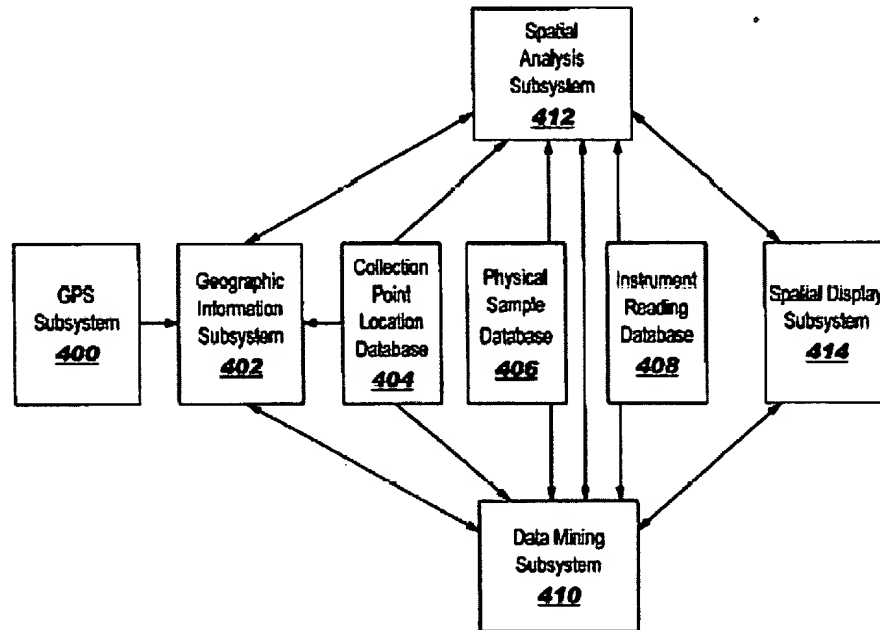 Spatial
Analysis
Subsystem
412
GPS
Subsystem
400
Geographic
Information
Subsystem
402
Collection
Point
Location
Database
404
Physical
Sample
Database
406
Instrument
Reading
Database
408
Spatial Display
Subsystem
414
Data Mining
Subsystem
410